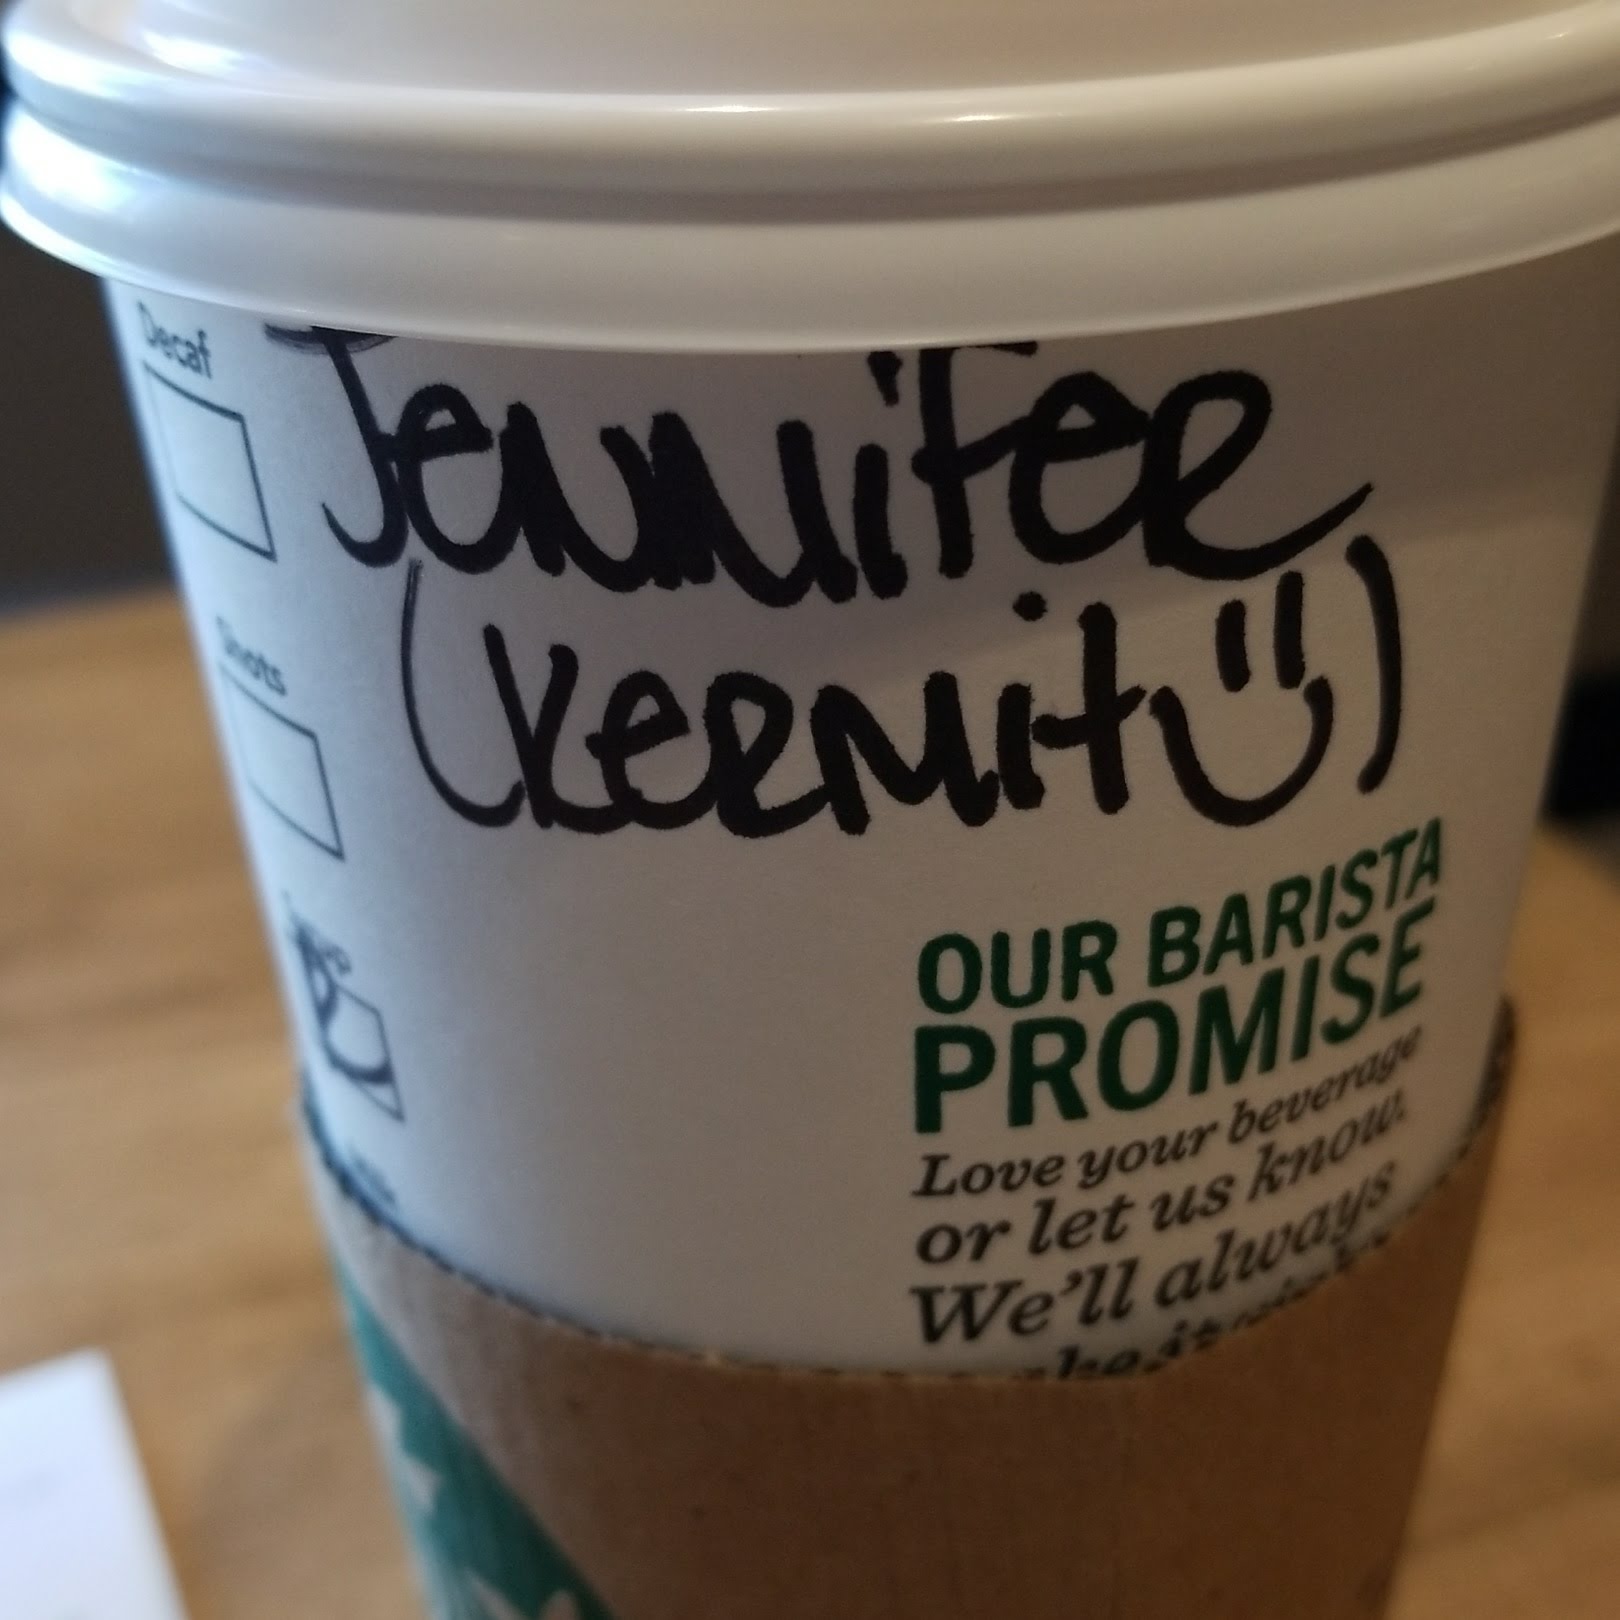 Decaf
Shots
Jennifer
(Kermit )
OUR BARISTA
PROMISE
Love your beverage
or let us know.
We'll always